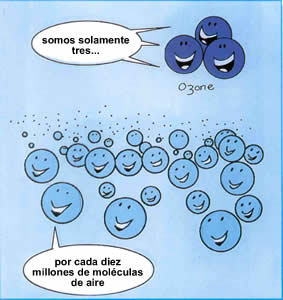 somos solamente
tres...
Ozone
por cada diez
millones de moléculas
de aire